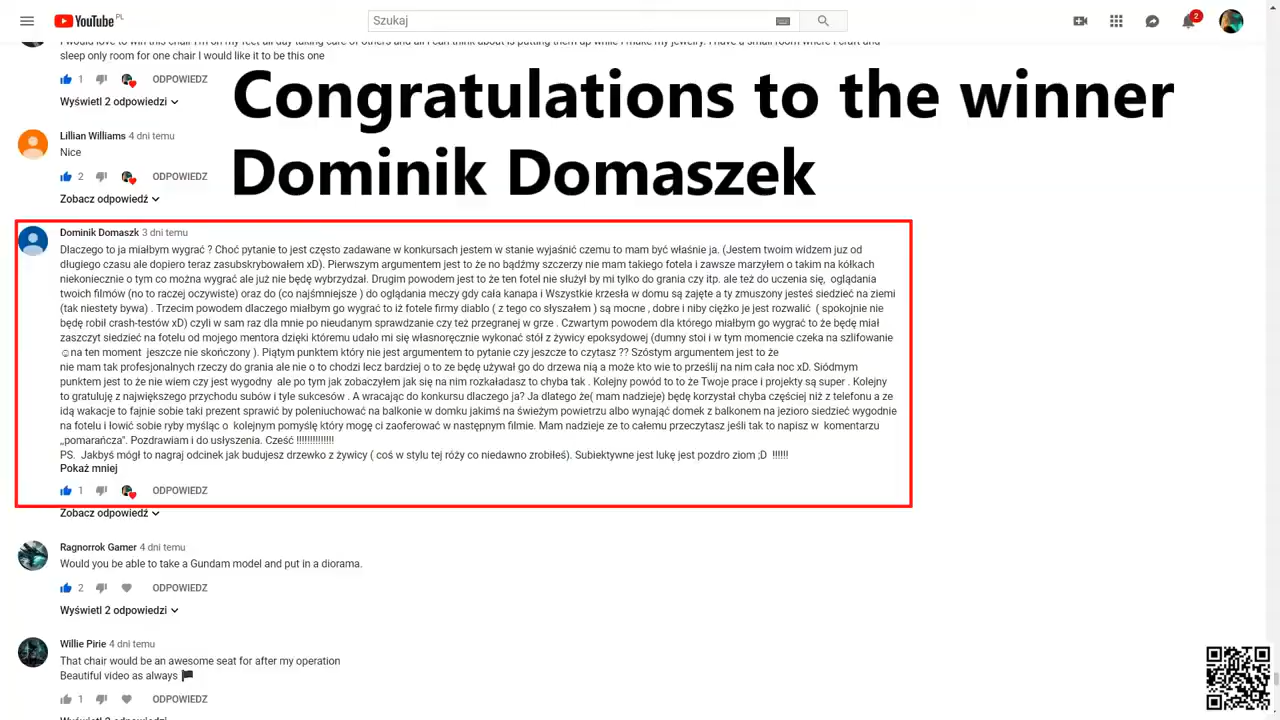 YouTube PL
Szukaj
2
I would love to win this chair I'm on my feet all day taking care of others and all I can think about is putting them up while I make my jewelry. I have a small room where I craft and
sleep only room for one chair I would like it to be this one
1 ODPOWIEDZ
Wyświetl 2 odpowiedzi
Congratulations to the winner
Dominik Domaszek
Lillian Williams 4 dni temu
Nice
2 ODPOWIEDZ
Zobacz odpowiedź
Dominik Domaszk 3 dni temu
Dlaczego to ja miałbym wygrać ? Choć pytanie to jest często zadawane w konkursach jestem w stanie wyjaśnić czemu to mam być właśnie ja. (Jestem twoim widzem juz od
długiego czasu ale dopiero teraz zasubskrybowałem xD). Pierwszym argumentem jest to że no bądźmy szczerzy nie mam takiego fotela i zawsze marzyłem o takim na kółkach
niekoniecznie o tym co można wygrać ale już nie będę wybrzydzał. Drugim powodem jest to że ten fotel nie służył by mi tylko do grania czy itp. ale też do uczenia się, oglądania
twoich filmów (no to raczej oczywiste) oraz do (co najśmniejsze ) do oglądania meczy gdy cała kanapa i Wszystkie krzesła w domu są zajęte a ty zmuszony jesteś siedzieć na ziemi
(tak niestety bywa) . Trzecim powodem dlaczego miałbym go wygrać to iż fotele firmy diablo ( z tego co słyszałem ) są mocne , dobre i niby ciężko je jest rozwalić ( spokojnie nie
będę robił crash-testów xD) czyli w sam raz dla mnie po nieudanym sprawdzanie czy też przegranej w grze . Czwartym powodem dla którego miałbym go wygrać to że będę miał
zaszczyt siedzieć na fotelu od mojego mentora dzięki któremu udało mi się własnoręcznie wykonać stół z żywicy epoksydowej (dumny stoi i w tym momencie czeka na szlifowanie
☺na ten moment jeszcze nie skończony ). Piątym punktem który nie jest argumentem to pytanie czy jeszcze to czytasz ?? Szóstym argumentem jest to że
nie mam tak profesjonalnych rzeczy do grania ale nie o to chodzi lecz bardziej o to ze będę używał go do drzewa nią a może kto wie to prześlij na nim cała noc xD. Siódmym
punktem jest to że nie wiem czy jest wygodny ale po tym jak zobaczyłem jak się na nim rozkaładasz to chyba tak . Kolejny powód to to że Twoje prace i projekty są super . Kolejny
to gratuluję z największego przychodu subów i tyle sukcesów . A wracając do konkursu dlaczego ja? Ja dlatego że( mam nadzieje) będę korzystał chyba częściej niż z telefonu a ze
idą wakacje to fajnie sobie taki prezent sprawić by poleniuchować na balkonie w domku jakimś na świeżym powietrzu albo wynająć domek z balkonem na jezioro siedzieć wygodnie
na fotelu i łowić sobie ryby myśląc o kolejnym pomyślę który mogę ci zaoferować w następnym filmie. Mam nadzieje ze to całemu przeczytasz jeśli tak to napisz w komentarzu
„pomarańcza”. Pozdrawiam i do usłyszenia. Cześć !!!!!!!!!!!!!!
PS. Jakbyś mógł to nagraj odcinek jak budujesz drzewko z żywicy ( coś w stylu tej róży co niedawno zrobiłeś). Subiektywne jest lukę jest pozdro ziom ;D !!!!!!
Pokaż mniej
1 ODPOWIEDZ
Zobacz odpowiedź
Ragnorrok Gamer 4 dni temu
Would you be able to take a Gundam model and put in a diorama.
2 ODPOWIEDZ
Wyświetl 2 odpowiedzi
Willie Pirie 4 dni temu
That chair would be an awesome seat for after my operation
Beautiful video as always 🏴
1 ODPOWIEDZ
Wyświetl 2 odpowiedzi